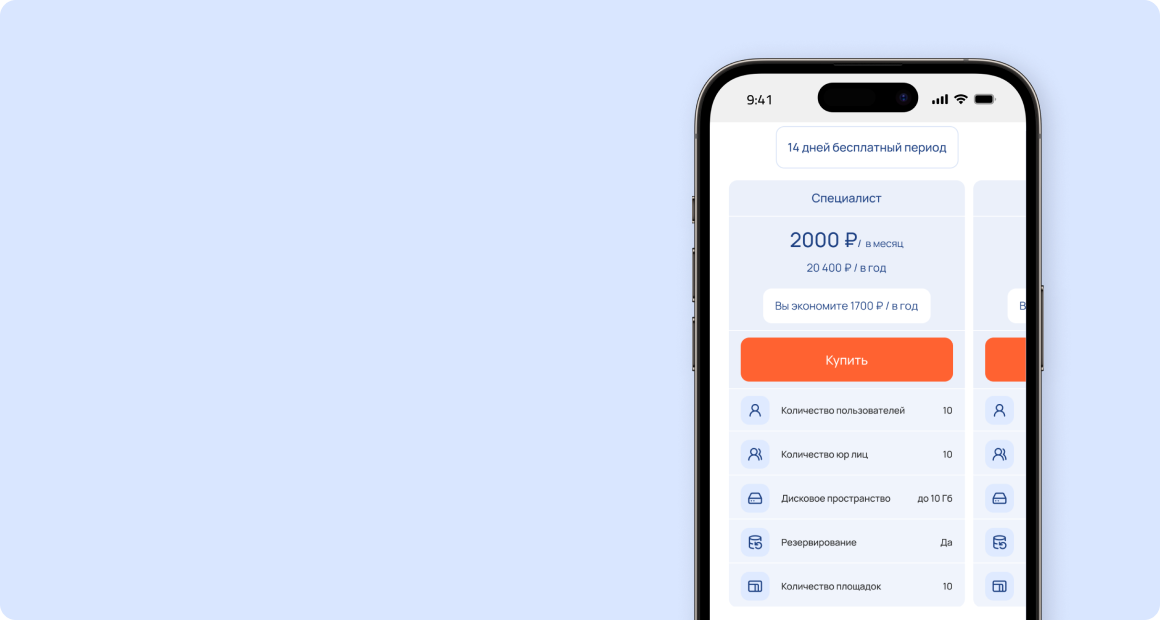 9:41
14 дней бесплатный период
Специалист
2000 ₽/ в месяц
20 400 ₽ / в год
Вы экономите 1700 ₽ / в год
В
Купить
Количество пользователей 10
Количество юр лиц 10
Дисковое пространство до 10 Гб
Резервирование Да
Количество площадок 10